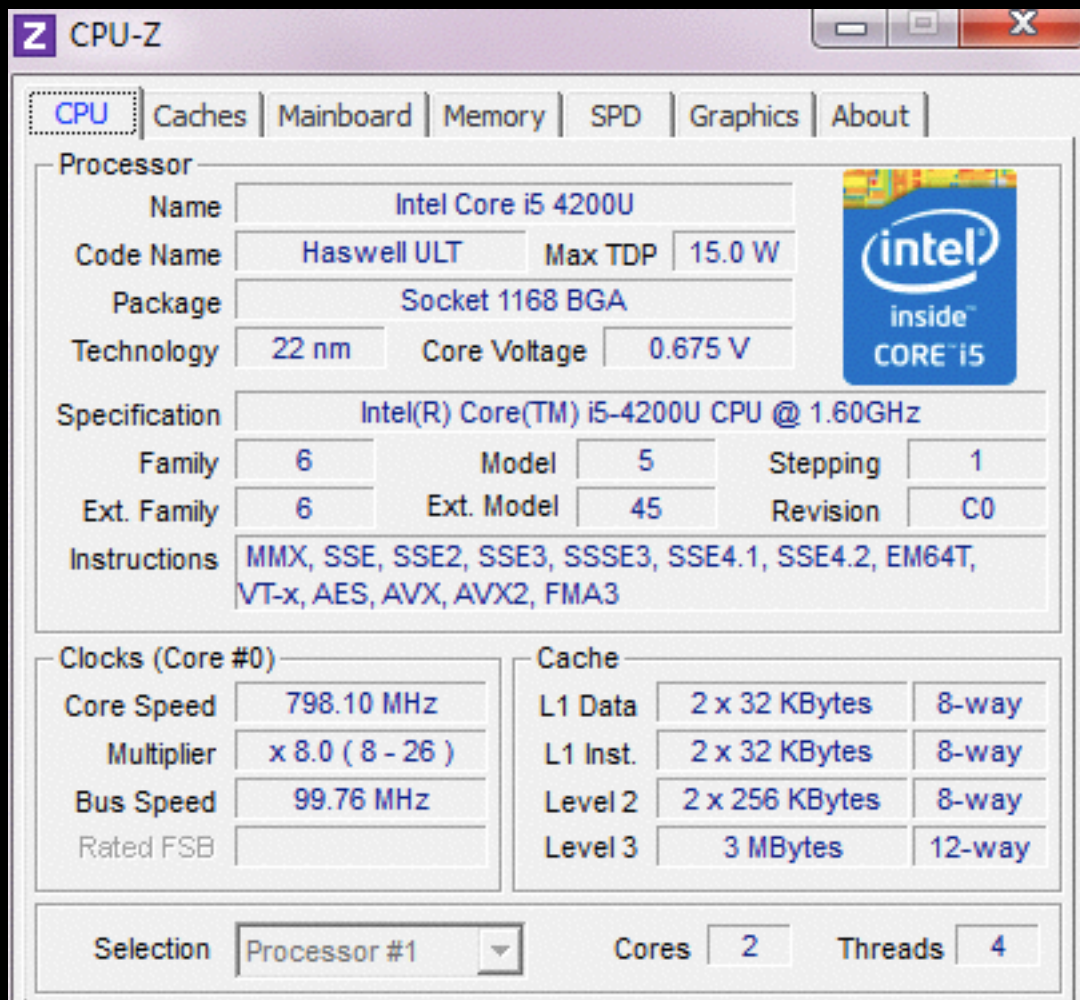 Z CPU-Z
CPU Caches Mainboard Memory SPD Graphics About
Processor
Name Intel Core i5 4200U
Code Name Haswell ULT Max TDP 15.0 W
Package Socket 1168 BGA
Technology 22 nm Core Voltage 0.675 V
intel®
inside™
CORE™ i5
Specification Intel(R) Core(TM) i5-4200U CPU @ 1.60GHz
Family 6 Model 5 Stepping 1
Ext. Family 6 Ext. Model 45 Revision C0
Instructions MMX, SSE, SSE2, SSE3, SSSE3, SSE4.1, SSE4.2, EM64T,
VT-x, AES, AVX, AVX2, FMA3
Clocks (Core #0)
Core Speed 798.10 MHz
Multiplier x 8.0 ( 8 - 26 )
Bus Speed 99.76 MHz
Rated FSB
Cache
L1 Data 2 x 32 KBytes 8-way
L1 Inst. 2 x 32 KBytes 8-way
Level 2 2 x 256 KBytes 8-way
Level 3 3 MBytes 12-way
Selection Processor #1 Cores 2 Threads 4